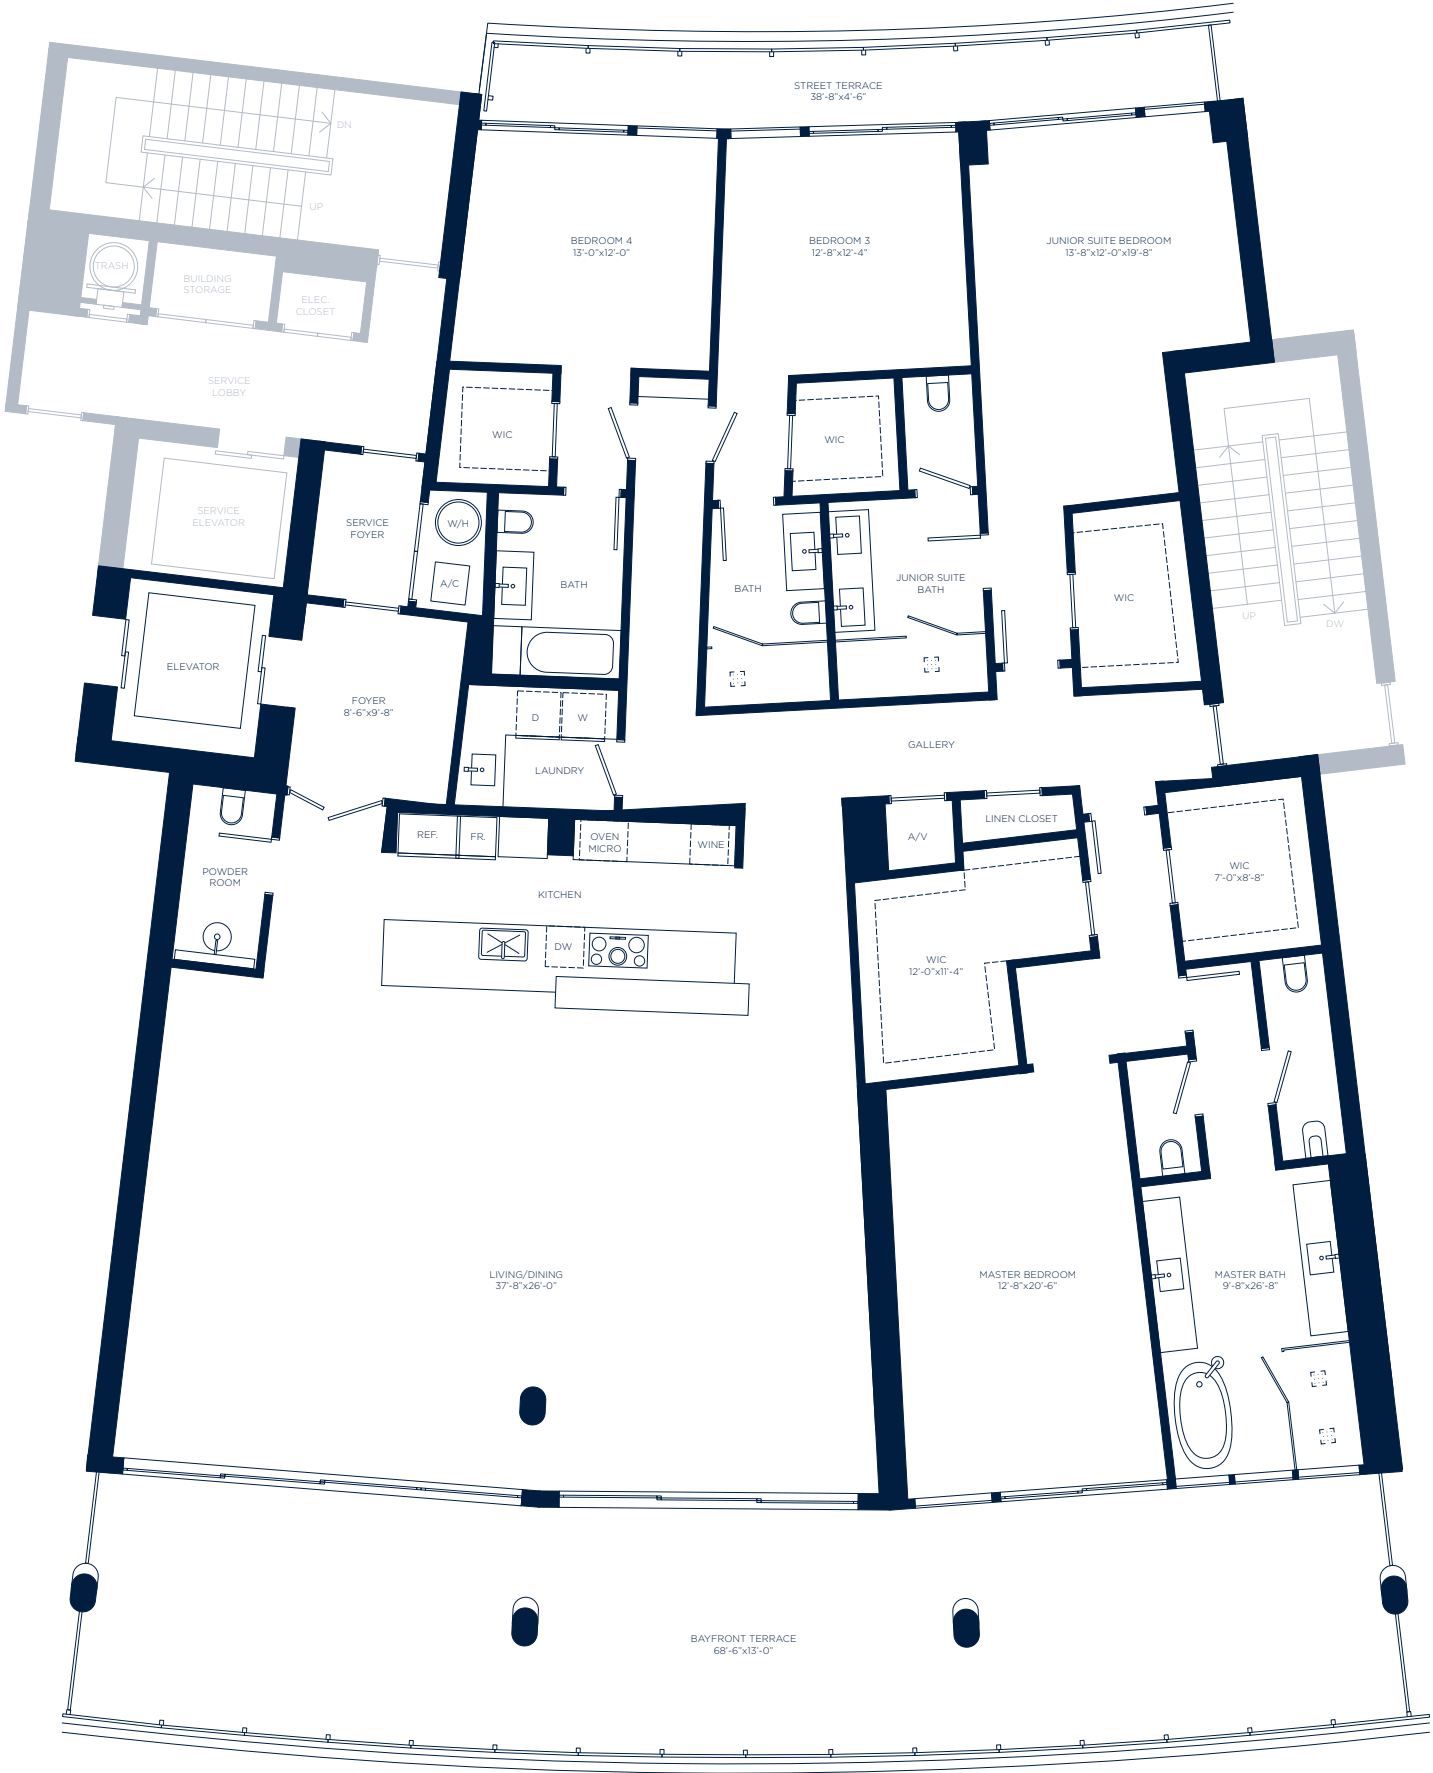 STREET TERRACE
38'-8"x4'-6"
DN
UP
TRASH
BUILDING
STORAGE
ELEC.
CLOSET
SERVICE
LOBBY
BEDROOM 4
13'-0"x12'-0"
BEDROOM 3
12'-8"x12'-4"
JUNIOR SUITE BEDROOM
13'-8"x12'-0"x19'-8"
WIC
WIC
SERVICE
ELEVATOR
SERVICE
FOYER
W/H
A/C
BATH
BATH
JUNIOR SUITE
BATH
WIC
UP
DW
ELEVATOR
FOYER
8'-6"x9'-8"
D
W
LAUNDRY
GALLERY
REF.
FR.
OVEN
MICRO
WINE
A/V
LINEN CLOSET
POWDER
ROOM
KITCHEN
DW
WIC
7'-0"x8'-8"
WIC
12'-0"x11'-4"
LIVING/DINING
37'-8"x26'-0"
MASTER BEDROOM
12'-8"x20'-6"
MASTER BATH
9'-8"x26'-8"
BAYFRONT TERRACE
68'-6"x13'-0"